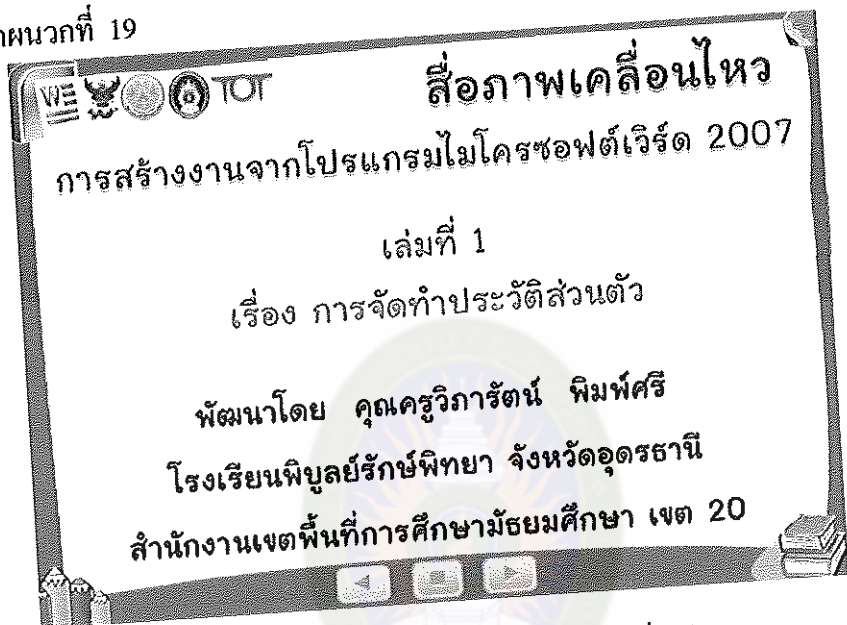 ผนวกที่ 19
WE TOT
สื่อภาพเคลื่อนไหว
การสร้างงานจากโปรแกรมไมโครซอฟต์เวิร์ด 2007
เล่มที่ 1
เรื่อง การจัดทำประวัติส่วนตัว
พัฒนาโดย คุณครูวิภารัตน์ พิมพ์ศรี
โรงเรียนพิบูลย์รักษ์พิทยา จังหวัดอุดรธานี
สำนักงานเขตพื้นที่การศึกษามัธยมศึกษา เขต 20